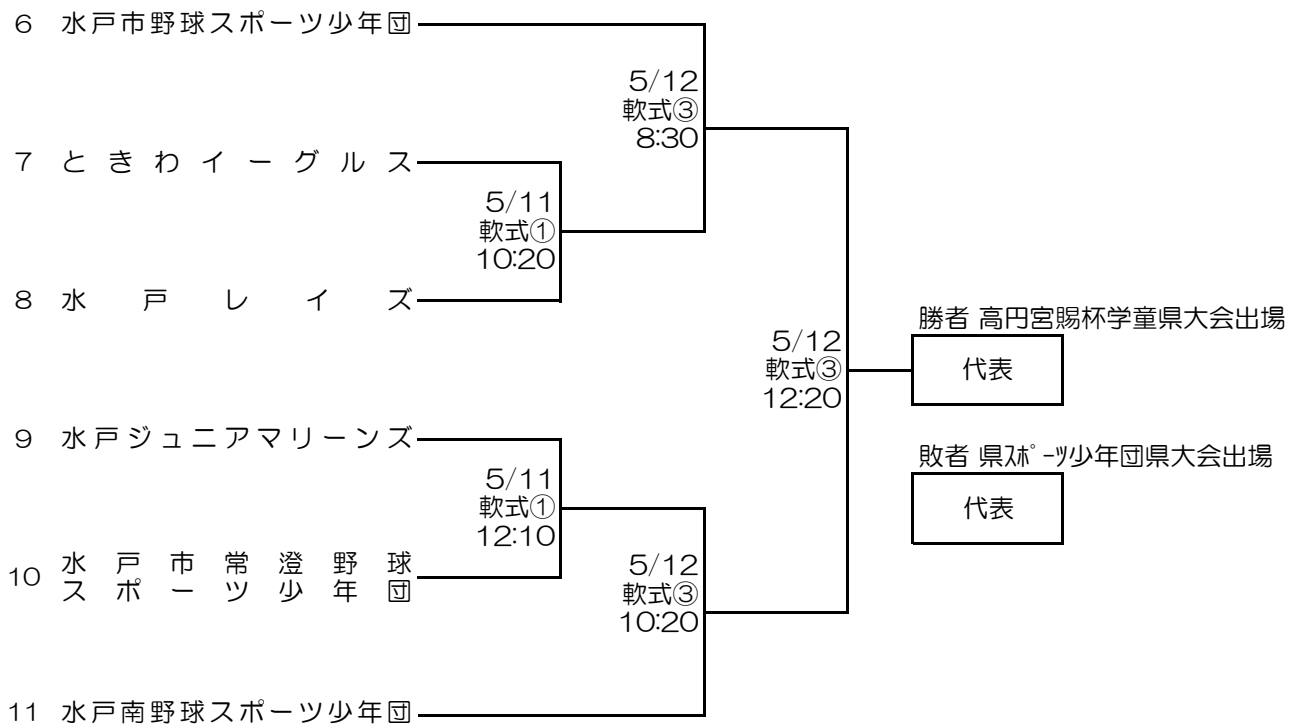 6 水戸市野球スポーツ少年団
5/12
軟式③
8:30
7 ときわイーグルス
5/11
軟式①
10:20
8 水戸レイズ
勝者 高円宮賜杯学童県大会出場
5/12
軟式③
12:20
代表
9 水戸ジュニアマリーンズ
敗者 県ｽﾎﾟｰﾂ少年団県大会出場
5/11
軟式①
12:10
代表
10 水戸市常澄野球
スポーツ少年団
5/12
軟式③
10:20
11 水戸南野球スポーツ少年団